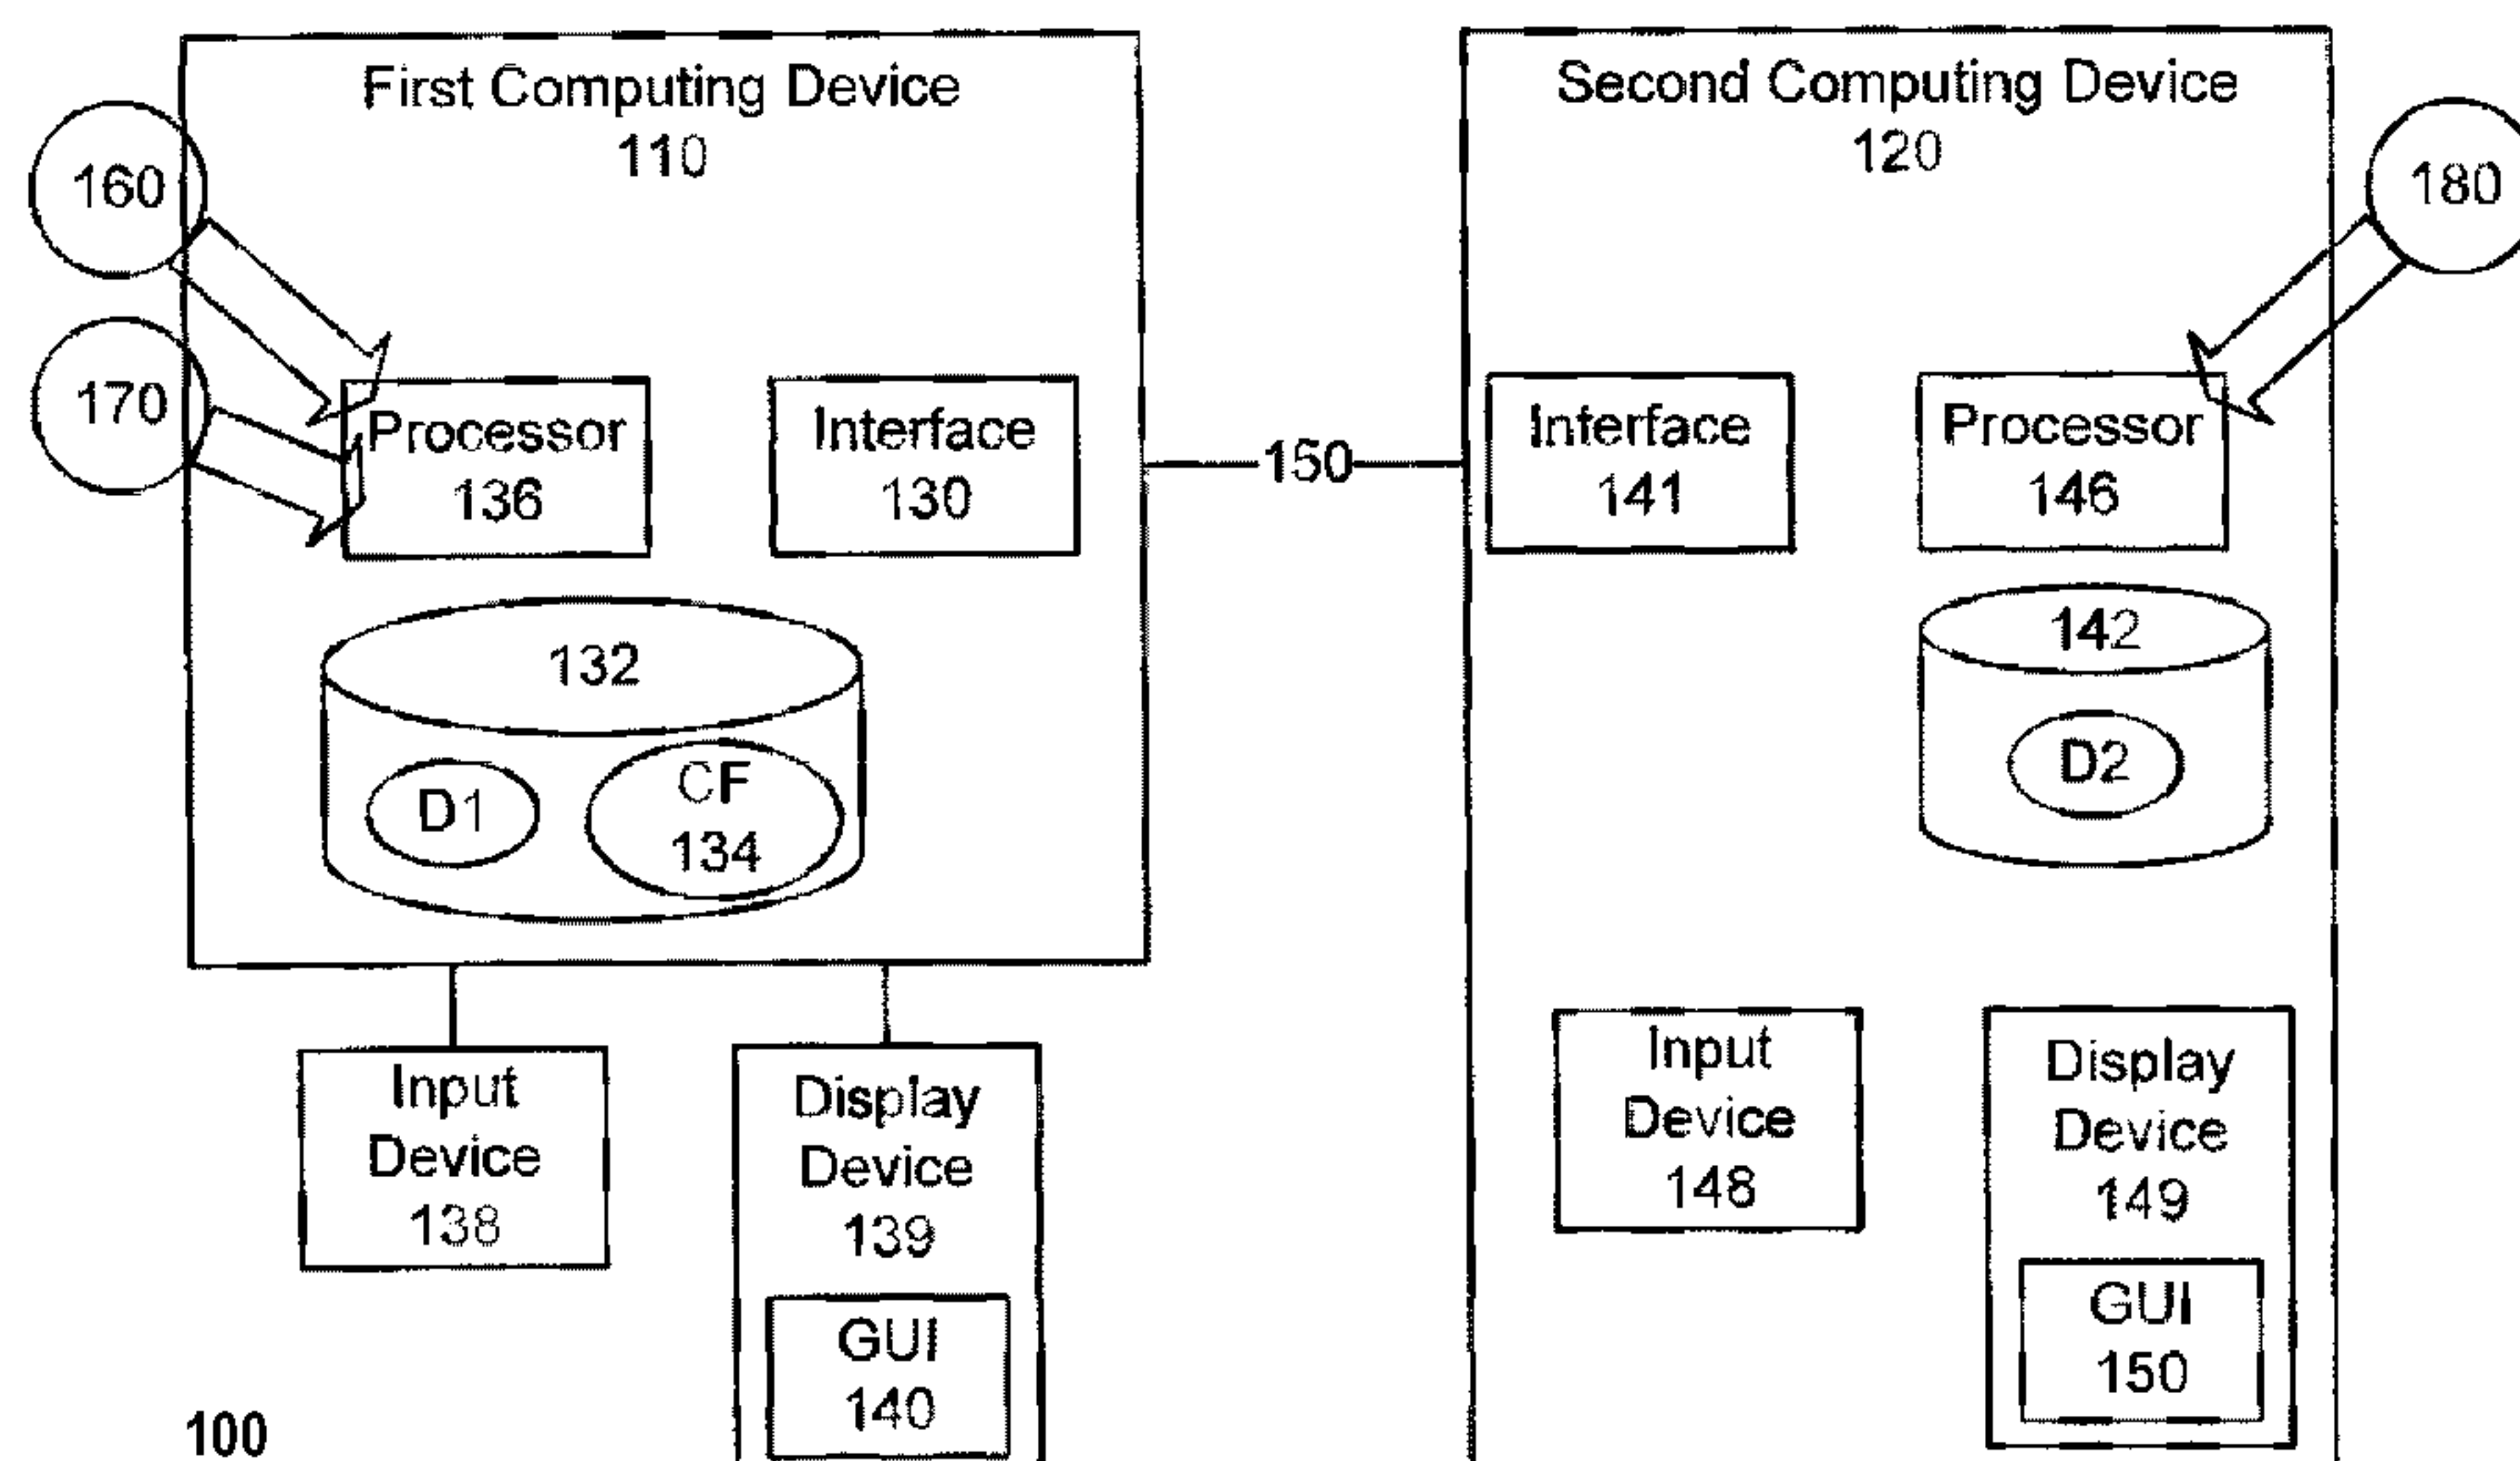 First Computing Device
110
Second Computing Device
120
160
180
170
Processor
136
Interface
130
150
Interface
141
Processor
146
132
142
D1
CF
134
D2
Input
Device
138
Display
Device
139
GUI
140
Input
Device
148
Display
Device
149
GUI
150
100